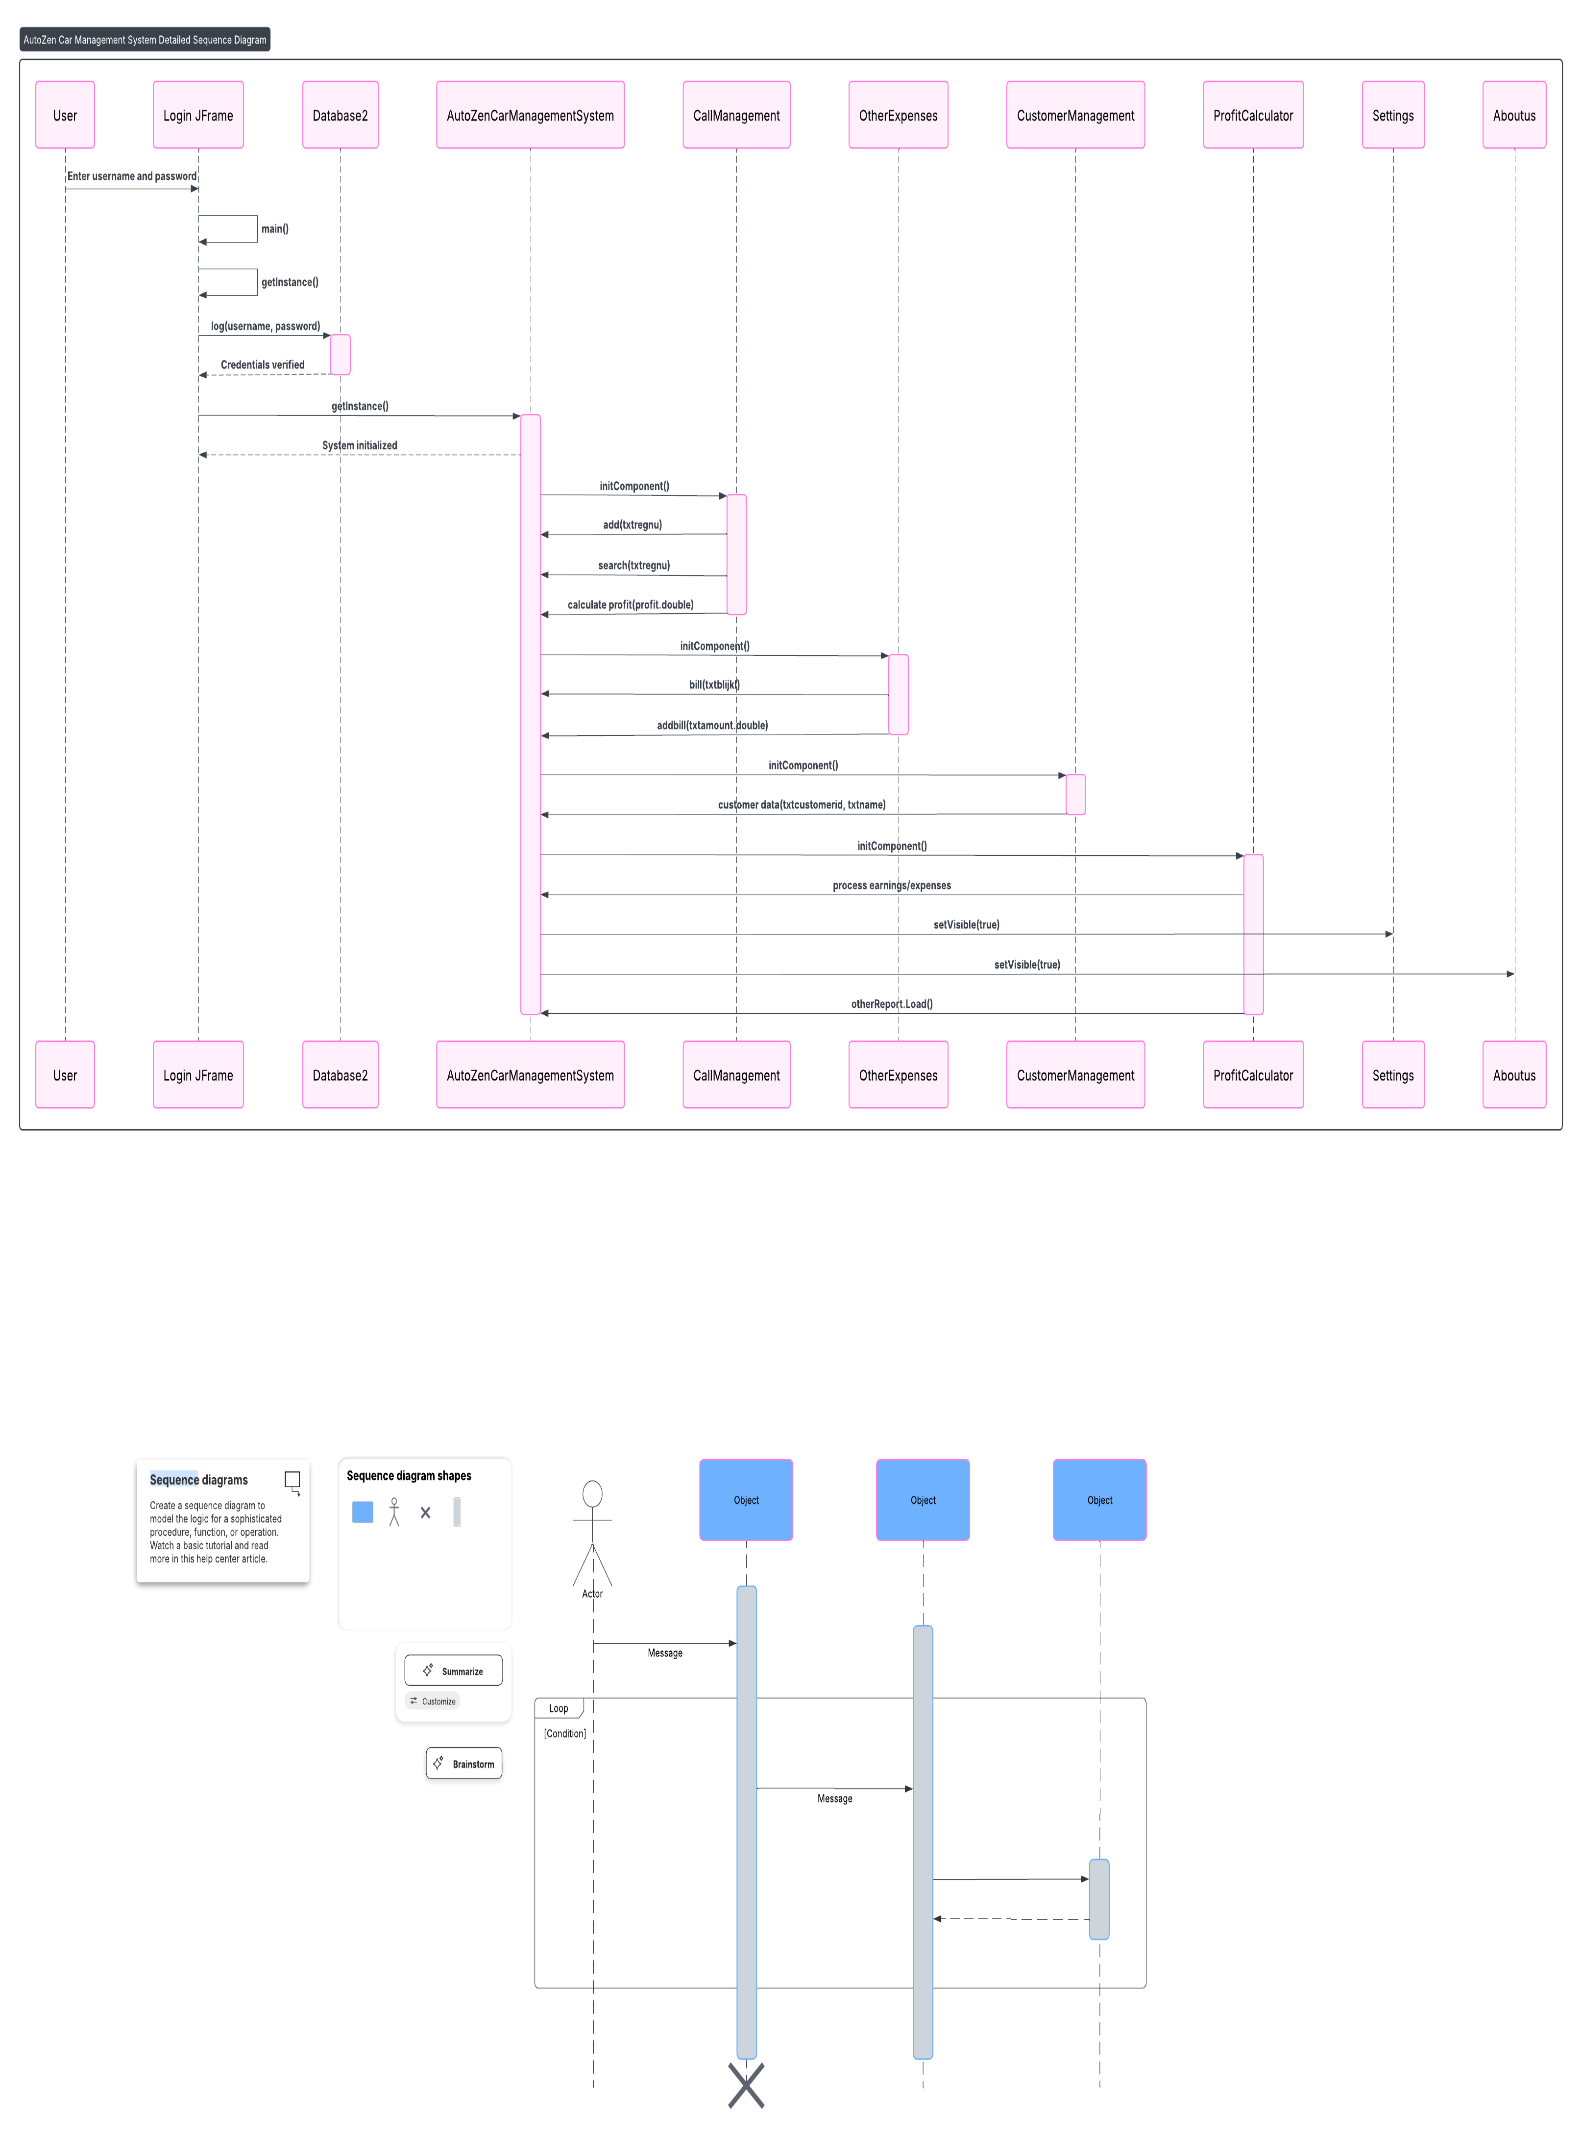 AutoZen Car Management System Detailed Sequence Diagram
User
Login JFrame
Database2
AutoZenCarManagementSystem
CallManagement
OtherExpenses
CustomerManagement
ProfitCalculator
Settings
Aboutus
Enter username and password
main()
getInstance()
log(username, password)
Credentials verified
getInstance()
System initialized
initComponent()
add(txtregnu)
search(txtregnu)
calculate profit(profit.double)
initComponent()
bill(txtblijk()
addbill(txtamount.double)
initComponent()
customer data(txtcustomerid, txtname)
initComponent()
process earnings/expenses
setVisible(true)
setVisible(true)
otherReport.Load()
User
Login JFrame
Database2
AutoZenCarManagementSystem
CallManagement
OtherExpenses
CustomerManagement
ProfitCalculator
Settings
Aboutus
Sequence diagrams
Create a sequence diagram to
model the logic for a sophisticated
procedure, function, or operation.
Watch a basic tutorial and read
more in this help center article.
Sequence diagram shapes
Summarize
Customize
Brainstorm
Actor
Object
Object
Object
Message
Loop
[Condition]
Message